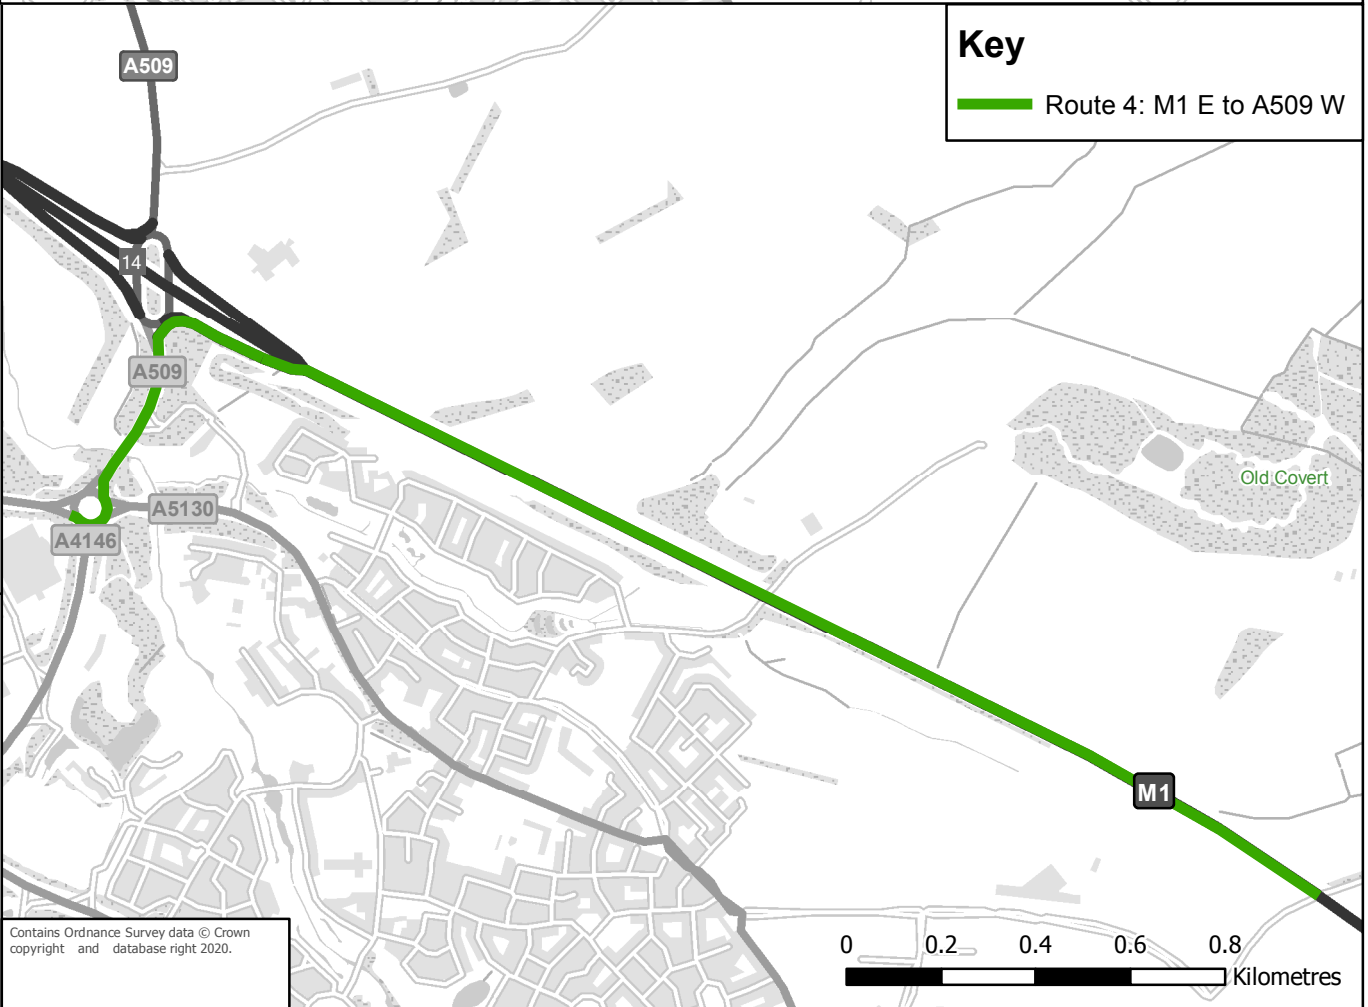 Key
Route 4: M1 E to A509 W
A509
14
A509
A5130
A4146
Old Covert
M1
Contains Ordnance Survey data © Crown
copyright and database right 2020.
0 0.2 0.4 0.6 0.8
Kilometres